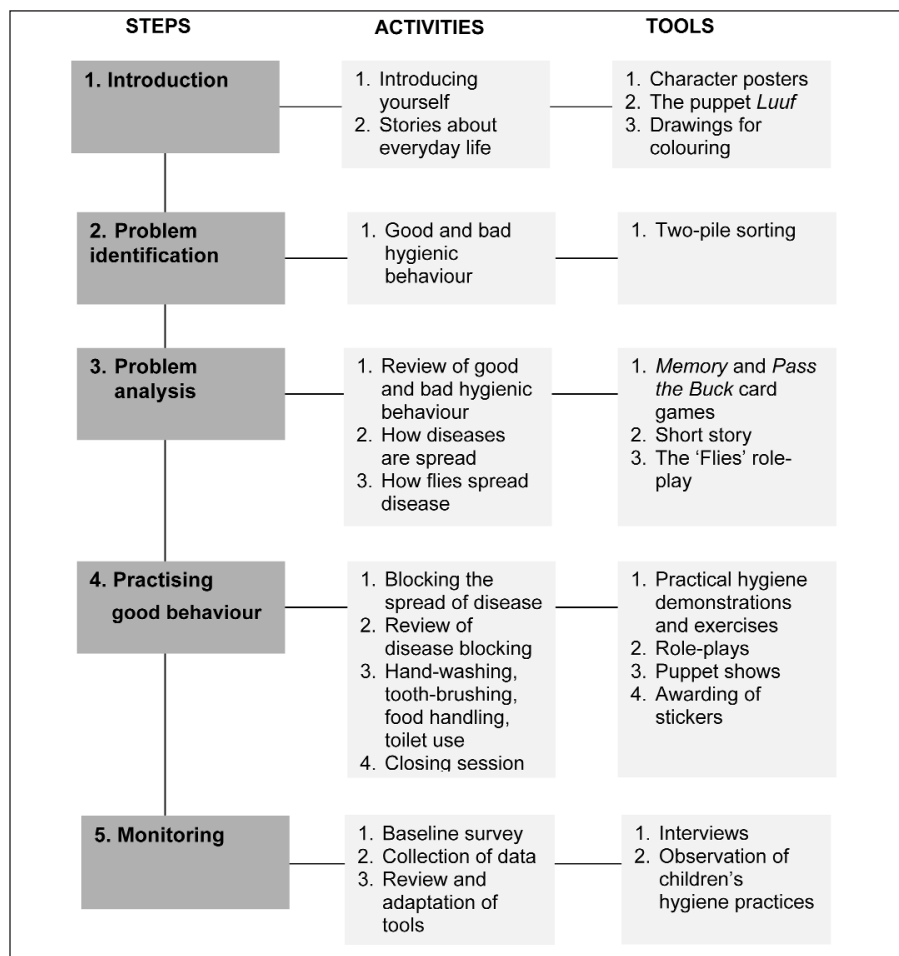 STEPS ACTIVITIES TOOLS
1. Introduction
1. Introducing
yourself
2. Stories about
everyday life
1. Character posters
2. The puppet Luuf
3. Drawings for
colouring
2. Problem
identification
1. Good and bad
hygienic
behaviour
1. Two-pile sorting
3. Problem
analysis
1. Review of good
and bad hygienic
behaviour
2. How diseases
are spread
3. How flies spread
disease
1. Memory and Pass
the Buck card
games
2. Short story
3. The ‘Flies’ role-
play
4. Practising
good behaviour
1. Blocking the
spread of disease
2. Review of
disease blocking
3. Hand-washing,
tooth-brushing,
food handling,
toilet use
4. Closing session
1. Practical hygiene
demonstrations
and exercises
2. Role-plays
3. Puppet shows
4. Awarding of
stickers
5. Monitoring
1. Baseline survey
2. Collection of data
3. Review and
adaptation of
tools
1. Interviews
2. Observation of
children’s
hygiene practices